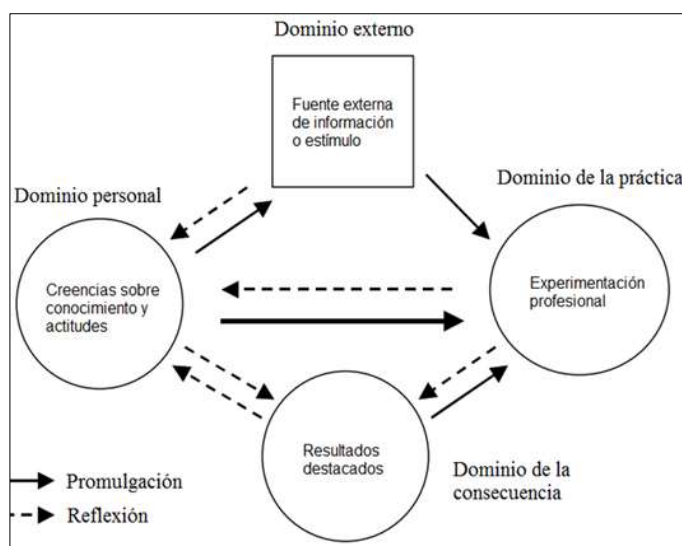 Dominio externo
Fuente externa
de información
o estímulo
Dominio personal
Dominio de la práctica
Creencias sobre
conocimiento y
actitudes
Experimentación
profesional
Resultados
destacados
Dominio de la
consecuencia
Promulgación
Reflexión